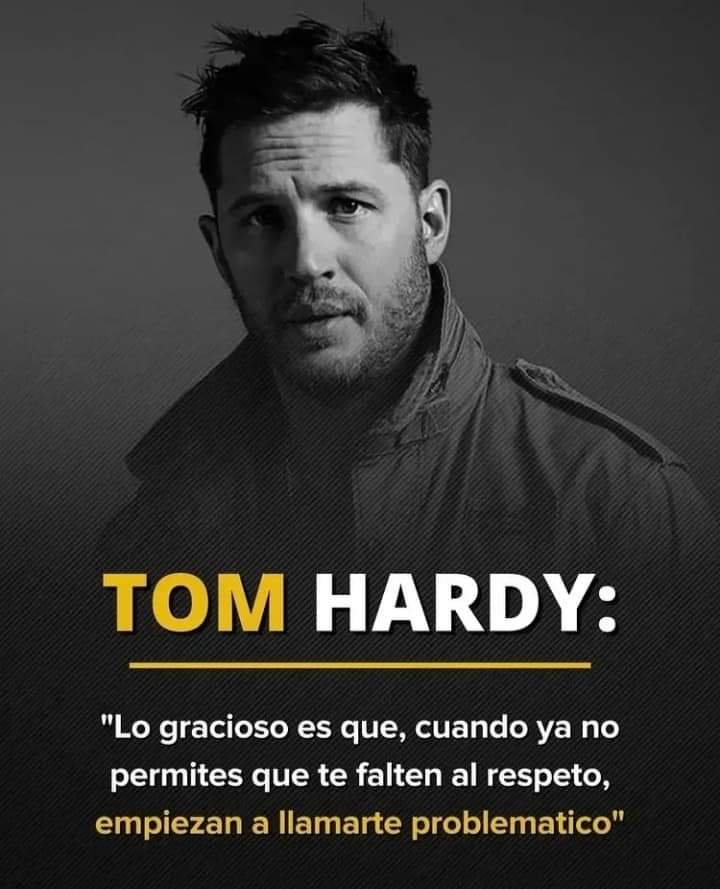 TOM HARDY:
"Lo gracioso es que, cuando ya no
permites que te falten al respeto,
empiezan a llamarte problematico"